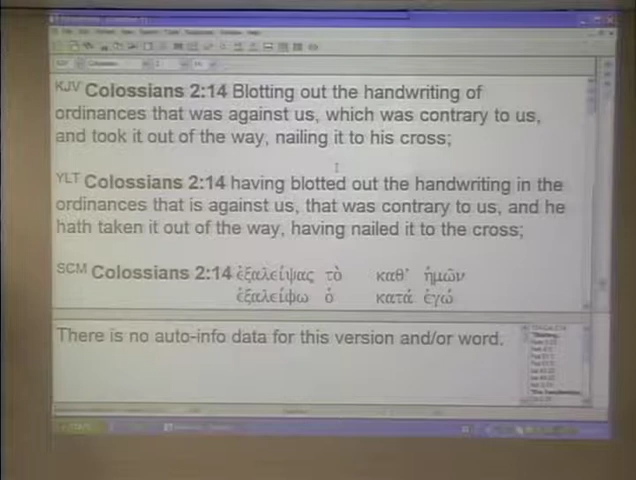 KJV Colossians 2:14 Blotting out the handwriting of
ordinances that was against us, which was contrary to us,
and took it out of the way, nailing it to his cross;
YLT Colossians 2:14 having blotted out the handwriting in the
ordinances that is against us, that was contrary to us, and he
hath taken it out of the way, having nailed it to the cross;
SCM Colossians 2:14 ἐξαλείψας τὸ καθ' ἡμῶν
ἐξαλείφω ὁ κατά ἐγώ
There is no auto-info data for this version and/or word.